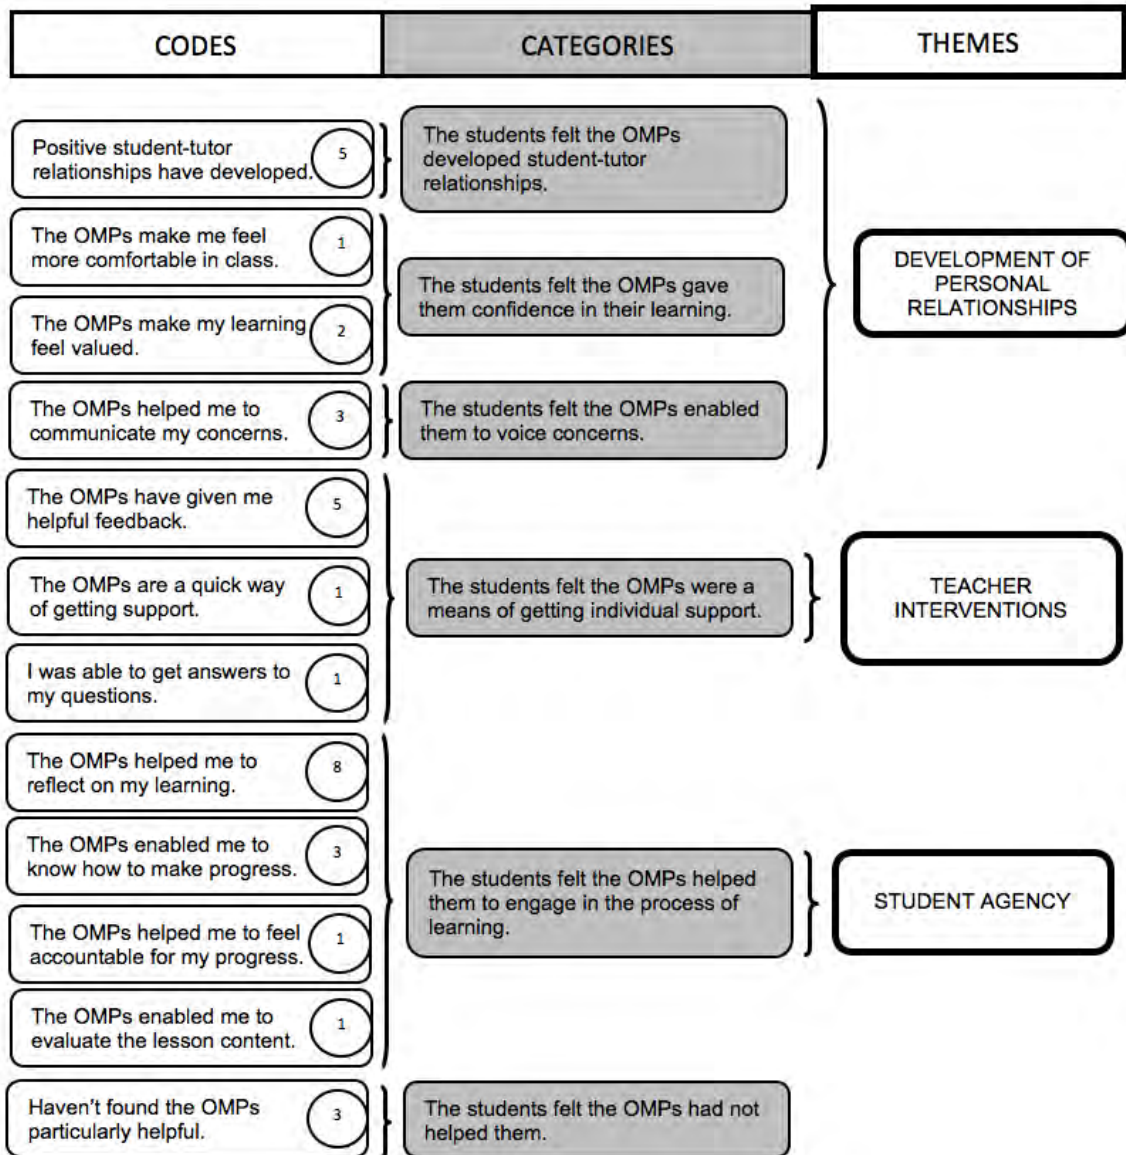 CODES
CATEGORIES
THEMES
Positive student-tutor
relationships have developed.
5
The students felt the OMPs
developed student-tutor
relationships.
The OMPs make me feel
more comfortable in class.
1
The OMPs make my learning
feel valued.
2
The students felt the OMPs gave
them confidence in their learning.
The OMPs helped me to
communicate my concerns.
3
The students felt the OMPs enabled
them to voice concerns.
DEVELOPMENT OF
PERSONAL
RELATIONSHIPS
The OMPs have given me
helpful feedback.
5
The OMPs are a quick way
of getting support.
1
I was able to get answers to
my questions.
1
The students felt the OMPs were a
means of getting individual support.
TEACHER
INTERVENTIONS
The OMPs helped me to
reflect on my learning.
8
The OMPs enabled me to
know how to make progress.
3
The OMPs helped me to feel
accountable for my progress.
1
The OMPs enabled me to
evaluate the lesson content.
1
The students felt the OMPs helped
them to engage in the process of
learning.
STUDENT AGENCY
Haven't found the OMPs
particularly helpful.
3
The students felt the OMPs had not
helped them.